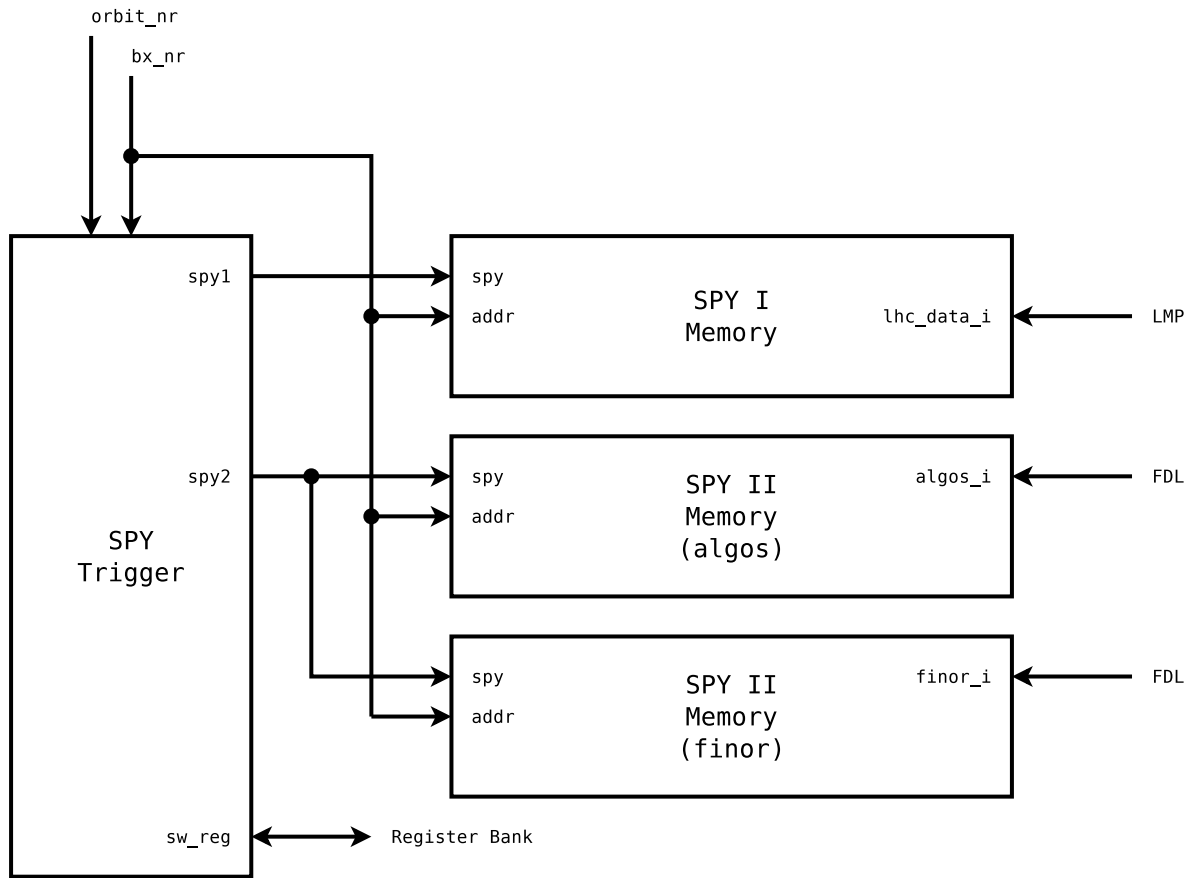 orbit_nr
bx_nr
spy1
spy
SPY I
Memory
addr
lhc_data_i
LMP
spy2
spy
SPY II
Memory
(algos)
addr
algos_i
FDL
SPY
Trigger
spy
SPY II
Memory
(finor)
addr
finor_i
FDL
sw_reg
Register Bank